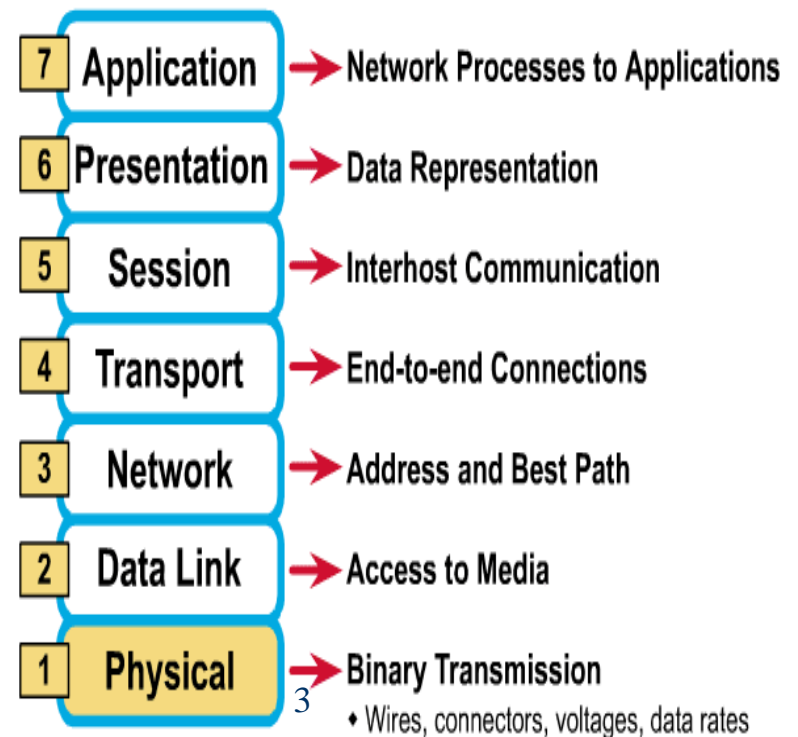 7 Application Network Processes to Applications
6 Presentation Data Representation
5 Session Interhost Communication
4 Transport End-to-end Connections
3 Network Address and Best Path
2 Data Link Access to Media
1 Physical Binary Transmission
3
• Wires, connectors, voltages, data rates